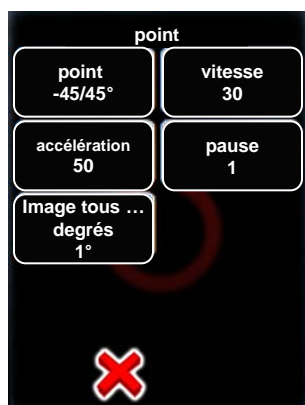 point
point
-45/45°
vitesse
30
accélération
50
pause
1
Image tous …
degrés
1°